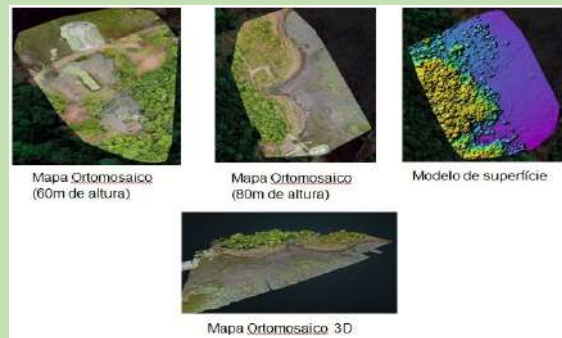 Mapa Ortomosaico
(60m de altura)
Mapa Ortomosaico
(80m de altura)
Modelo de superfície
Mapa Ortomosaico 3D